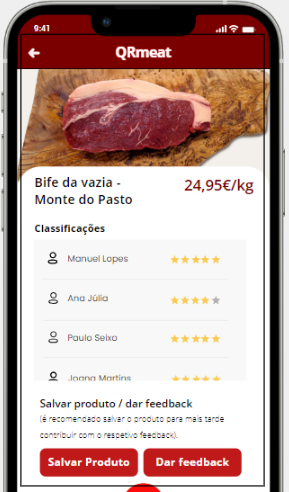 9:41
QRmeat
Bife da vazia -
Monte do Pasto
24,95€/kg
Classificações
Manuel Lopes
Ana Júlia
Paulo Seixo
Joana Martins
Salvar produto / dar feedback
(é recomendado salvar o produto para mais tarde
contribuir com o respetivo feedback).
Salvar Produto
Dar feedback